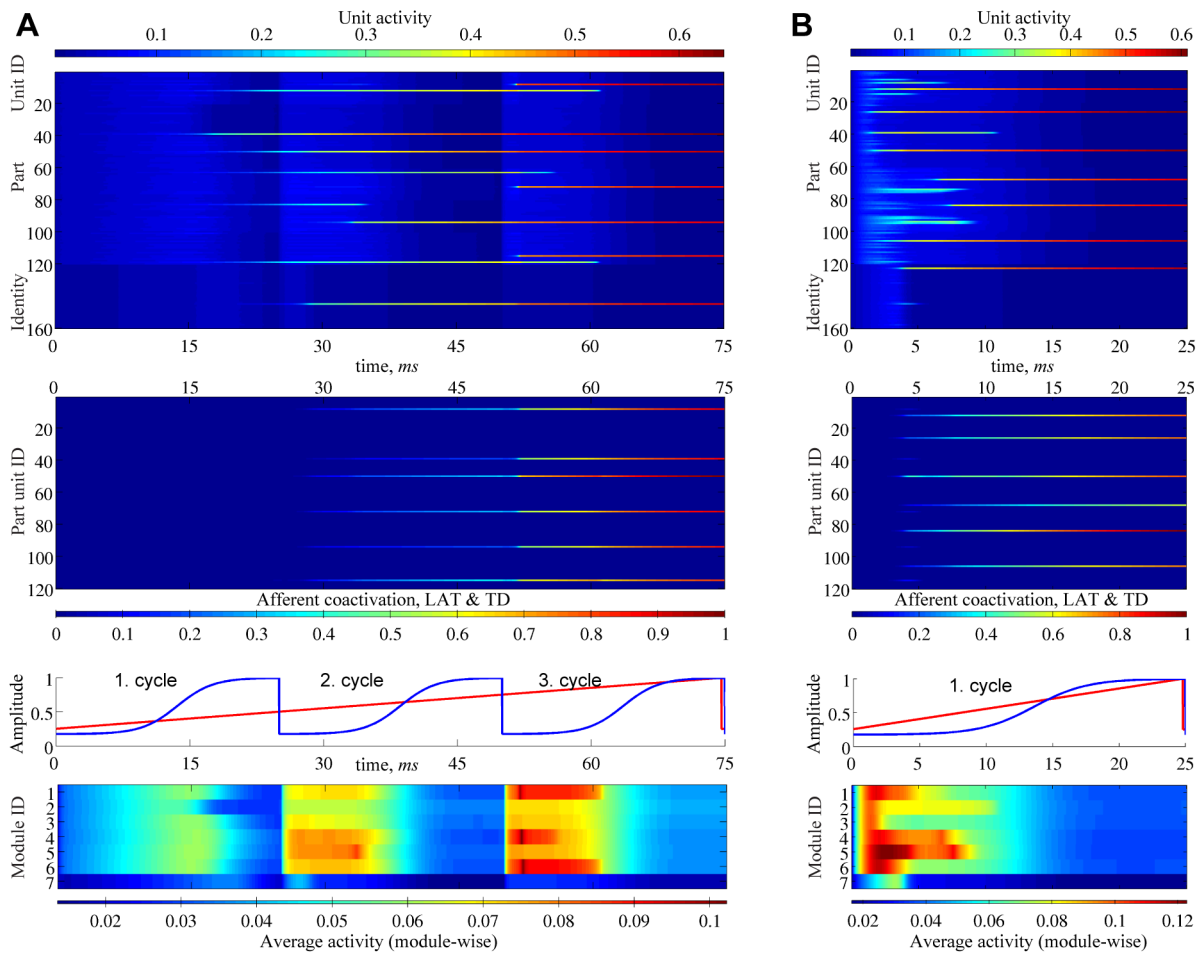 A
Unit activity
0.1 0.2 0.3 0.4 0.5 0.6
Unit ID
Part
Identity
20
40
60
80
100
120
160
0 15 30 45 60 75
time, ms
0 15 30 45 60 75
Part unit ID
20
40
60
80
100
120
Afferent coactivation, LAT & TD
0 0.1 0.2 0.3 0.4 0.5 0.6 0.7 0.8 0.9 1
Amplitude
1
0.5
0
1. cycle 2. cycle 3. cycle
0 15 30 45 60 75
time, ms
Module ID
1
2
3
4
5
6
7
0.02 0.03 0.04 0.05 0.06 0.07 0.08 0.09 0.1
Average activity (module-wise)
B
Unit activity
0.1 0.2 0.3 0.4 0.5 0.6
Unit ID
Part
Identity
20
40
60
80
100
120
160
0 5 10 15 20 25
time, ms
0 5 10 15 20 25
Part unit ID
20
40
60
80
100
120
Afferent coactivation, LAT & TD
0 0.2 0.4 0.6 0.8 1
Amplitude
1
0.5
0
1. cycle
0 5 10 15 20 25
Module ID
1
2
3
4
5
6
7
0.02 0.04 0.06 0.08 0.1 0.12
Average activity (module-wise)